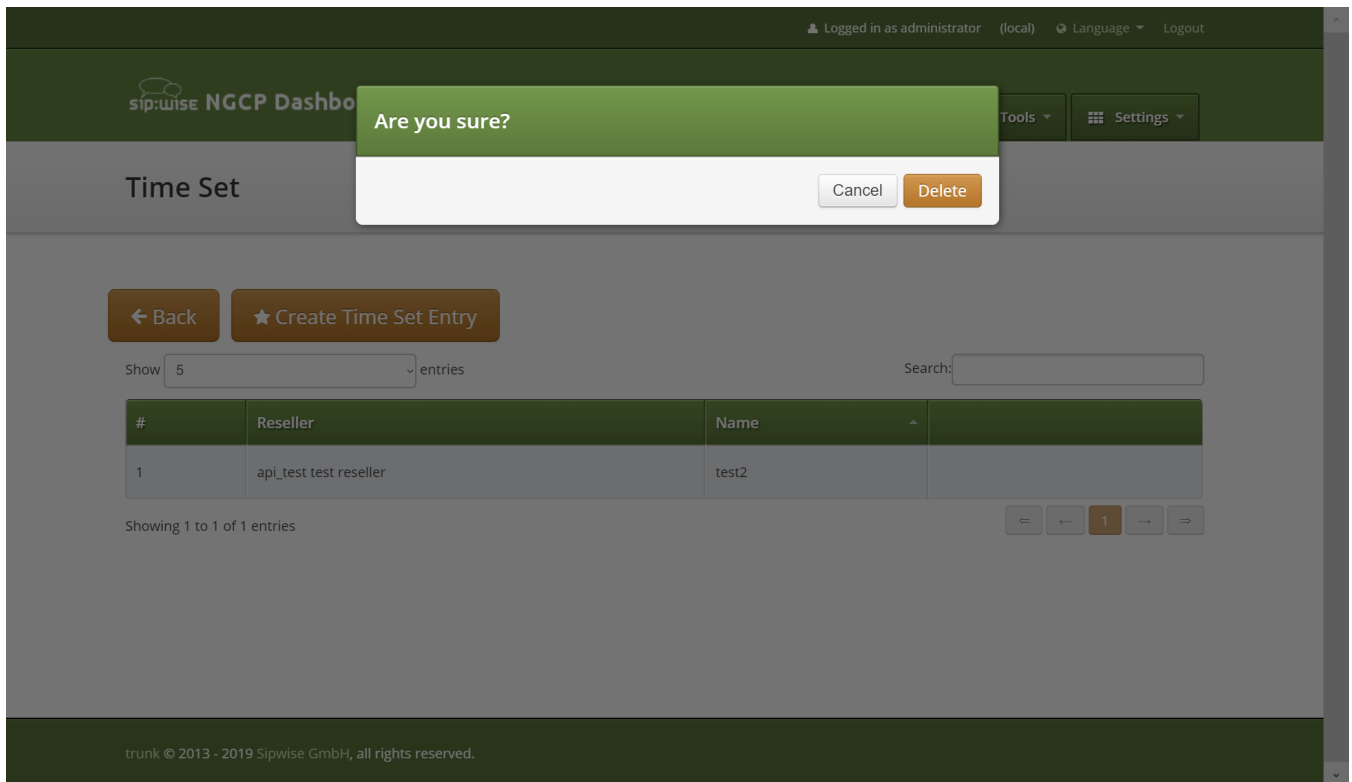 Logged in as administrator (local) Language Logout
sip:wise NGCP Dashbo
Are you sure?
Tools Settings
Time Set
Cancel Delete
← Back ★ Create Time Set Entry
Show 5 entries Search:
# Reseller Name
1 api_test test reseller test2
Showing 1 to 1 of 1 entries ⇐ ← 1 → ⇒
trunk © 2013 - 2019 Sipwise GmbH, all rights reserved.